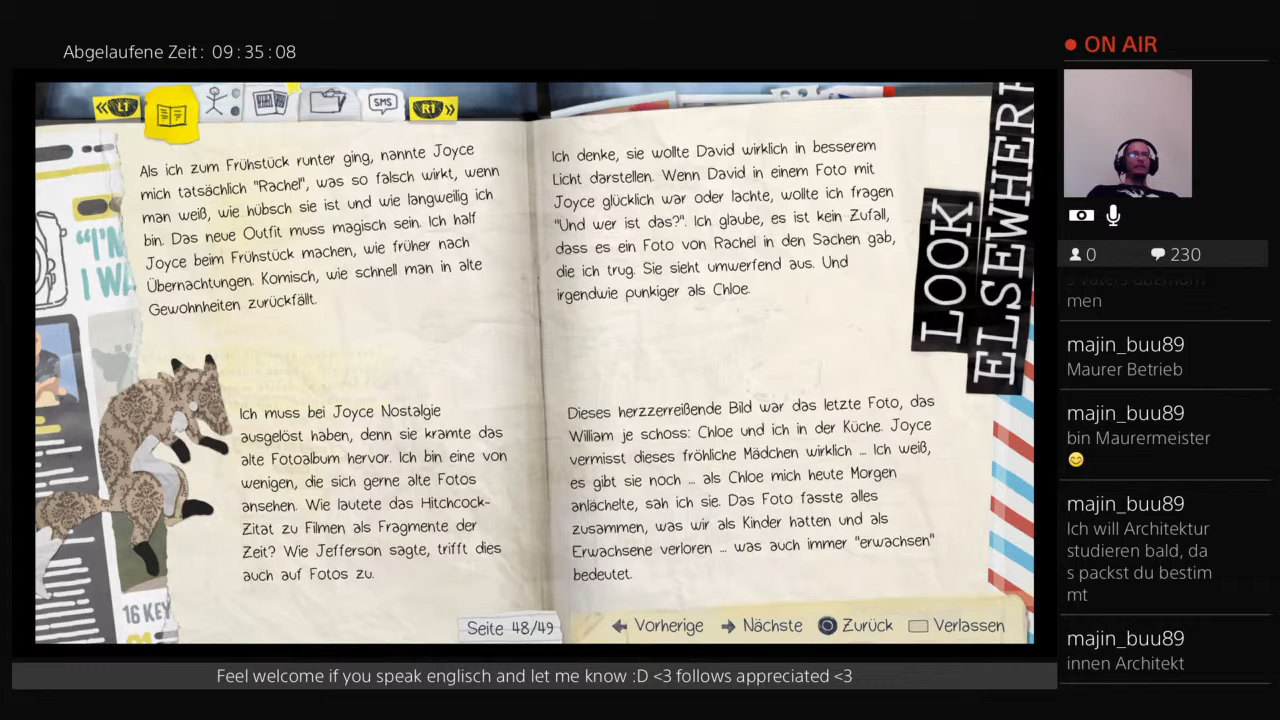 Abgelaufene Zeit: 09:35:08
ON AIR
LT
SMS
RT
Als ich zum Frühstück runter ging, nannte Joyce
mich tatsächlich "Rachel", was so falsch wirkt, wenn
man weiß, wie hübsch sie ist und wie langweilig ich
bin. Das neue Outfit muss magisch sein. Ich half
Joyce beim Frühstück machen, wie früher nach
Übernachtungen. Komisch, wie schnell man in alte
Gewohnheiten zurückfällt.
Ich muss bei Joyce Nostalgie
ausgelöst haben, denn sie kramte das
alte Fotoalbum hervor. Ich bin eine von
wenigen, die sich gerne alte Fotos
ansehen. Wie lautete das Hitchcock-
Zitat zu Filmen als Fragmente der
Zeit? Wie Jefferson sagte, trifft dies
auch auf Fotos zu.
Ich denke, sie wollte David wirklich in besserem
Licht darstellen. Wenn David in einem Foto mit
Joyce glücklich war oder lachte, wollte ich fragen
"Und wer ist das?". Ich glaube, es ist kein Zufall,
dass es ein Foto von Rachel in den Sachen gab,
die ich trug. Sie sieht umwerfend aus. Und
irgendwie punkiger als Chloe.
Dieses herzzerreißende Bild war das letzte Foto, das
William je schoss: Chloe und ich in der Küche. Joyce
vermisst dieses fröhliche Mädchen wirklich ... Ich weiß,
es gibt sie noch ... als Chloe mich heute Morgen
anlächelte, sah ich sie. Das Foto fasste alles
zusammen, was wir als Kinder hatten und als
Erwachsene verloren ... was auch immer "erwachsen"
bedeutet.
LOOK
ELSEWHERE
"I'M
I WA
16 KEY
Seite 48/49
Vorherige
Nächste
Zurück
Verlassen
Feel welcome if you speak englisch and let me know :D <3 follows appreciated <3
0
230
men
majin_buu89
Maurer Betrieb
majin_buu89
bin Maurermeister
😊
majin_buu89
Ich will Architektur
studieren bald, da
s packst du bestim
mt
majin_buu89
innen Architekt